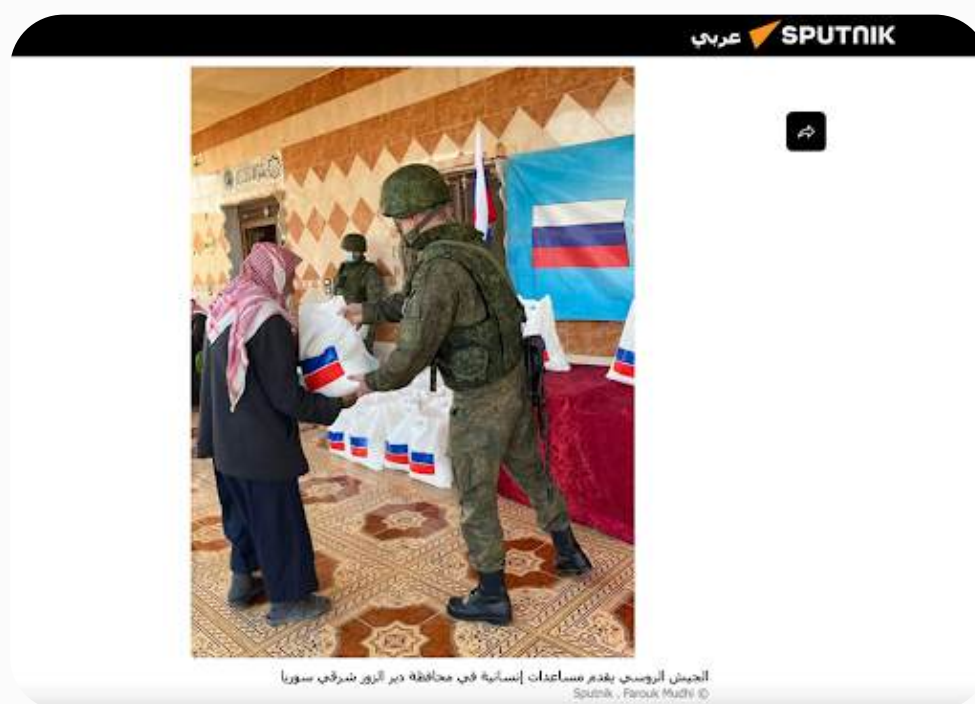 SPUTNIK عربي
الجيش الروسي يقدم مساعدات إنسانية في محافظة دير الزور شرقي سوريا
Sputnik . Farouk Mudhi ©